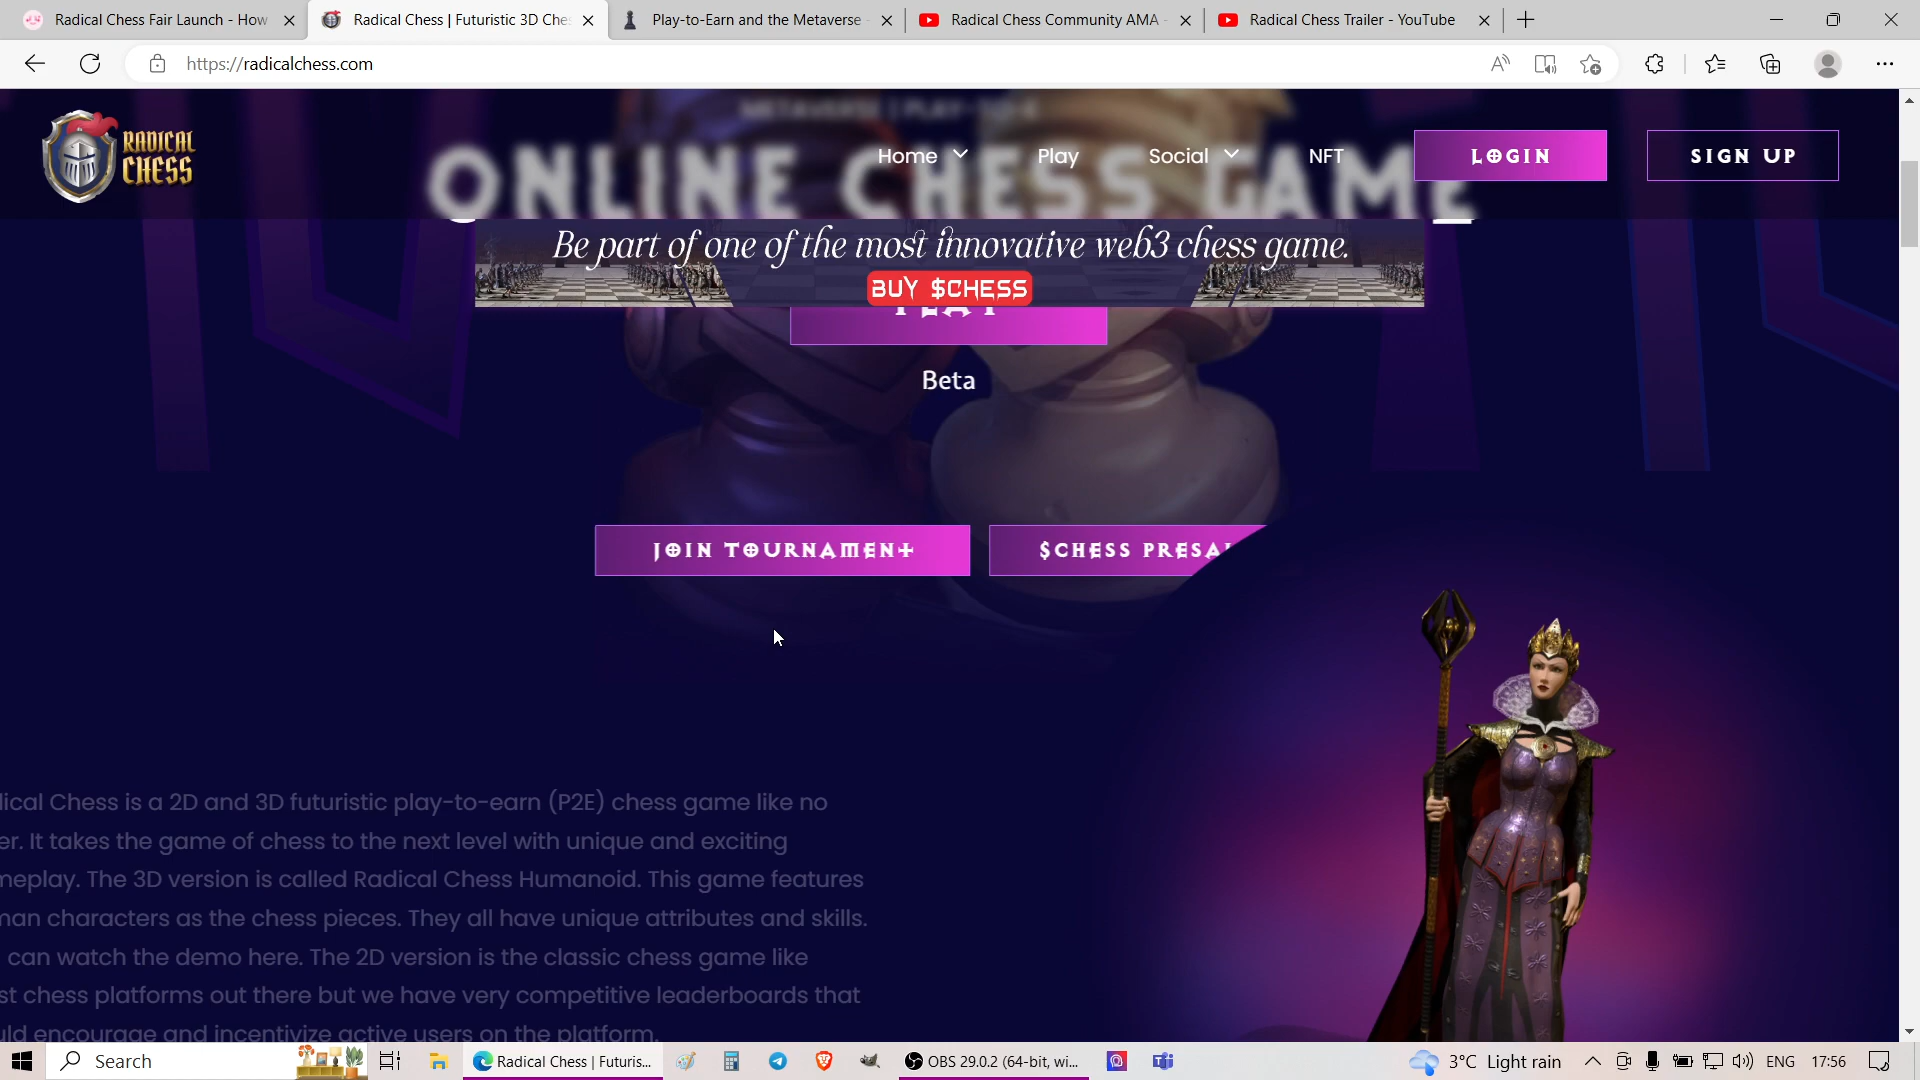 Radical Chess Fair Launch - How
Radical Chess | Futuristic 3D Che
Play-to-Earn and the Metaverse -
Radical Chess Community AMA -
Radical Chess Trailer - YouTube
https://radicalchess.com
RADICAL
CHESS
Home
Play
Social
NFT
LOGIN
SIGN UP
METAVERSE | PLAY-TO-E
ONLINE CHESS GAME
Be part of one of the most innovative web3 chess game.
BUY $CHESS
PLAY
Beta
JOIN TOURNAMENT
$CHESS PRESAL
dical Chess is a 2D and 3D futuristic play-to-earn (P2E) chess game like no
er. It takes the game of chess to the next level with unique and exciting
meplay. The 3D version is called Radical Chess Humanoid. This game features
man characters as the chess pieces. They all have unique attributes and skills.
can watch the demo here. The 2D version is the classic chess game like
st chess platforms out there but we have very competitive leaderboards that
uld encourage and incentivize active users on the platform.
Search
Radical Chess | Futuris...
OBS 29.0.2 (64-bit, wi...
3°C Light rain
ENG
17:56